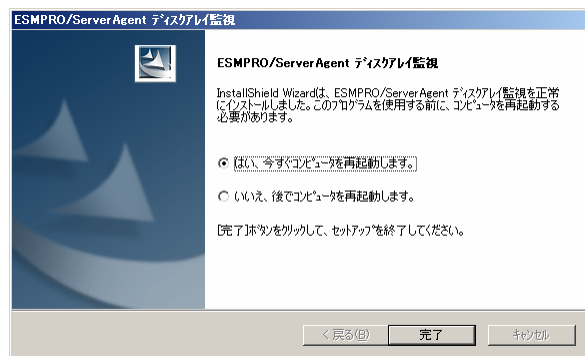 ESMPRO/ServerAgent ﾃﾞｨｽｸｱﾚｲ監視
ESMPRO/ServerAgent ﾃﾞｨｽｸｱﾚｲ監視
InstallShield Wizardは、ESMPRO/ServerAgent ﾃﾞｨｽｸｱﾚｲ監視を正常
にｲﾝｽﾄｰﾙしました。このﾌﾟﾛｸﾞﾗﾑを使用する前に、ｺﾝﾋﾟｭｰﾀを再起動する
必要があります。
はい、今すぐｺﾝﾋﾟｭｰﾀを再起動します。
いいえ、後でｺﾝﾋﾟｭｰﾀを再起動します。
[完了]ﾎﾞﾀﾝをｸﾘｯｸして、ｾｯﾄｱｯﾌﾟを終了してください。
< 戻る(B)
完了
ｷｬﾝｾﾙ